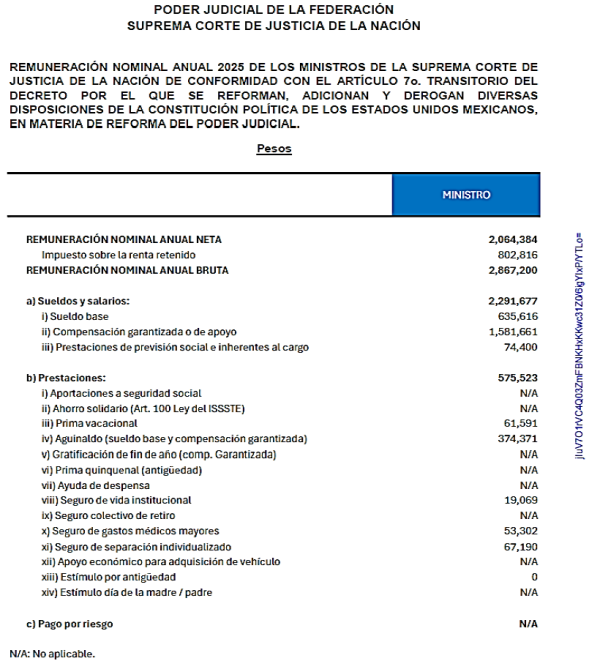 PODER JUDICIAL DE LA FEDERACIÓN
SUPREMA CORTE DE JUSTICIA DE LA NACIÓN
REMUNERACIÓN NOMINAL ANUAL 2025 DE LOS MINISTROS DE LA SUPREMA CORTE DE
JUSTICIA DE LA NACIÓN DE CONFORMIDAD CON EL ARTÍCULO 7o. TRANSITORIO DEL
DECRETO POR EL QUE SE REFORMAN, ADICIONAN Y DEROGAN DIVERSAS
DISPOSICIONES DE LA CONSTITUCIÓN POLÍTICA DE LOS ESTADOS UNIDOS MEXICANOS,
EN MATERIA DE REFORMA DEL PODER JUDICIAL.
Pesos
MINISTRO
REMUNERACIÓN NOMINAL ANUAL NETA 2,064,384
Impuesto sobre la renta retenido 802,816
REMUNERACIÓN NOMINAL ANUAL BRUTA 2,867,200
a) Sueldos y salarios: 2,291,677
i) Sueldo base 635,616
ii) Compensación garantizada o de apoyo 1,581,661
iii) Prestaciones de previsión social e inherentes al cargo 74,400
b) Prestaciones: 575,523
i) Aportaciones a seguridad social N/A
ii) Ahorro solidario (Art. 100 Ley del ISSSTE) N/A
iii) Prima vacacional 61,591
iv) Aguinaldo (sueldo base y compensación garantizada) 374,371
v) Gratificación de fin de año (comp. Garantizada) N/A
vi) Prima quinquenal (antigüedad) N/A
vii) Ayuda de despensa N/A
viii) Seguro de vida institucional 19,069
ix) Seguro colectivo de retiro N/A
x) Seguro de gastos médicos mayores 53,302
xi) Seguro de separación individualizado 67,190
xii) Apoyo económico para adquisición de vehículo N/A
xiii) Estímulo por antigüedad 0
xiv) Estímulo día de la madre / padre N/A
c) Pago por riesgo N/A
N/A: No aplicable.